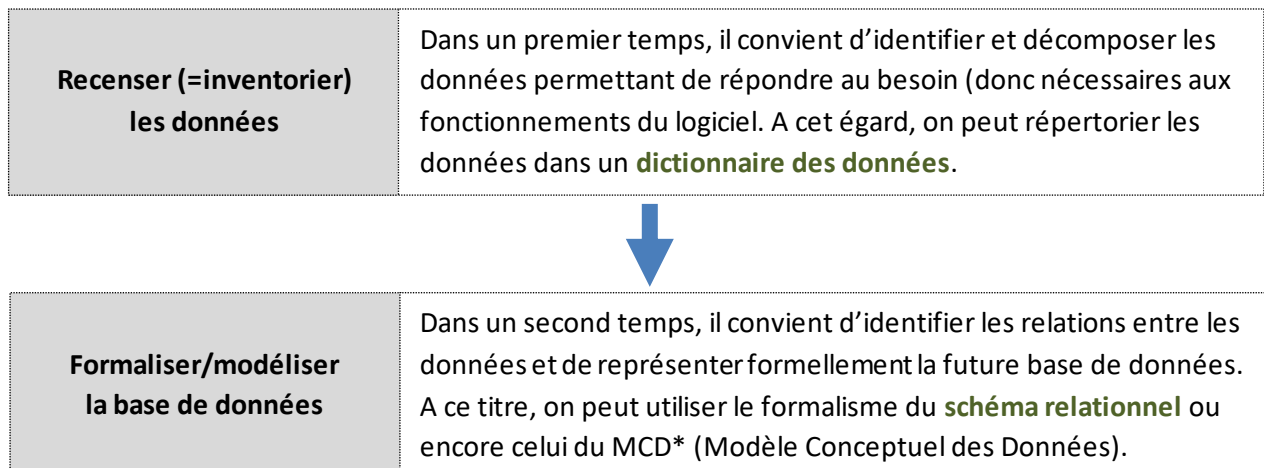 Recenser (=inventorier)
les données
Dans un premier temps, il convient d’identifier et décomposer les
données permettant de répondre au besoin (donc nécessaires aux
fonctionnements du logiciel. A cet égard, on peut répertorier les
données dans un dictionnaire des données.
Formaliser/modéliser
la base de données
Dans un second temps, il convient d’identifier les relations entre les
données et de représenter formellement la future base de données.
A ce titre, on peut utiliser le formalisme du schéma relationnel ou
encore celui du MCD* (Modèle Conceptuel des Données).